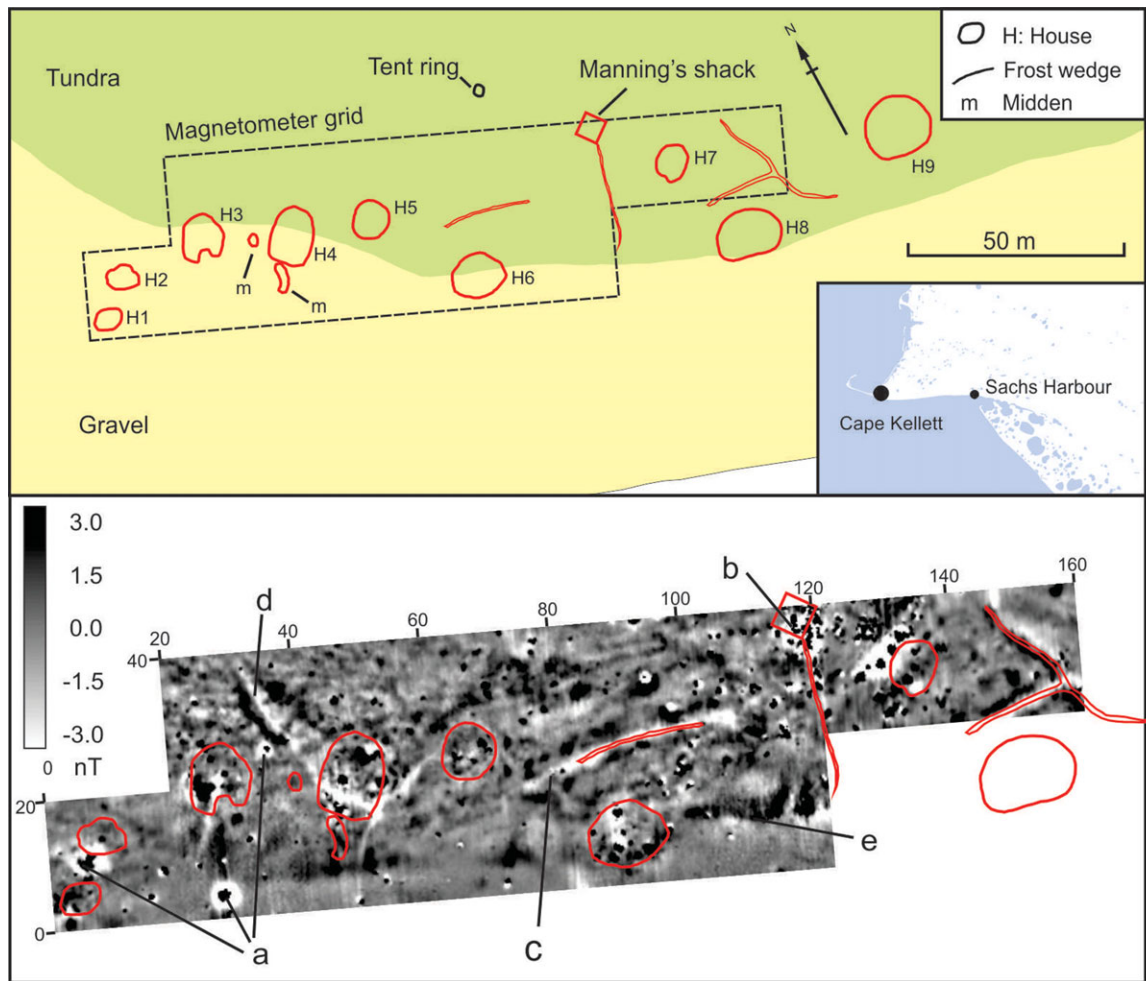 N
H: House
Frost wedge
m Midden
Tundra
Tent ring
Manning's shack
Magnetometer grid
H9
H7
H3
H5
H8
H4
m
50 m
H2
H6
m
H1
Sachs Harbour
Cape Kellett
Gravel
3.0
1.5
0.0
-1.5
-3.0
0 nT
b
160
140
120
100
d
80
60
40
20
40
20
0
e
a
c